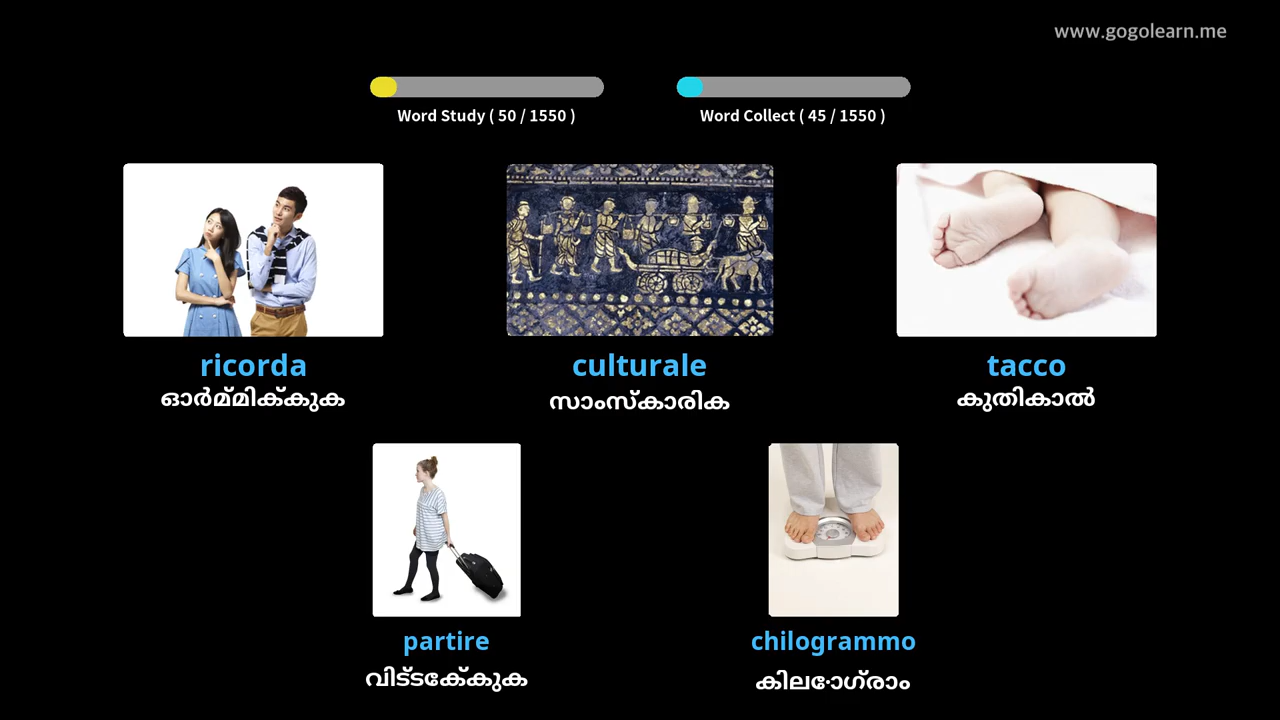 www.gogolearn.me
Word Study ( 50 / 1550 )
Word Collect ( 45 / 1550 )
ricorda
ഓർമ്മിക്കുക
culturale
സാംസ്കാരിക
tacco
കുതികാൽ
partire
വിട്ടകേ്കുക
chilogrammo
കിലോഗ്രാം